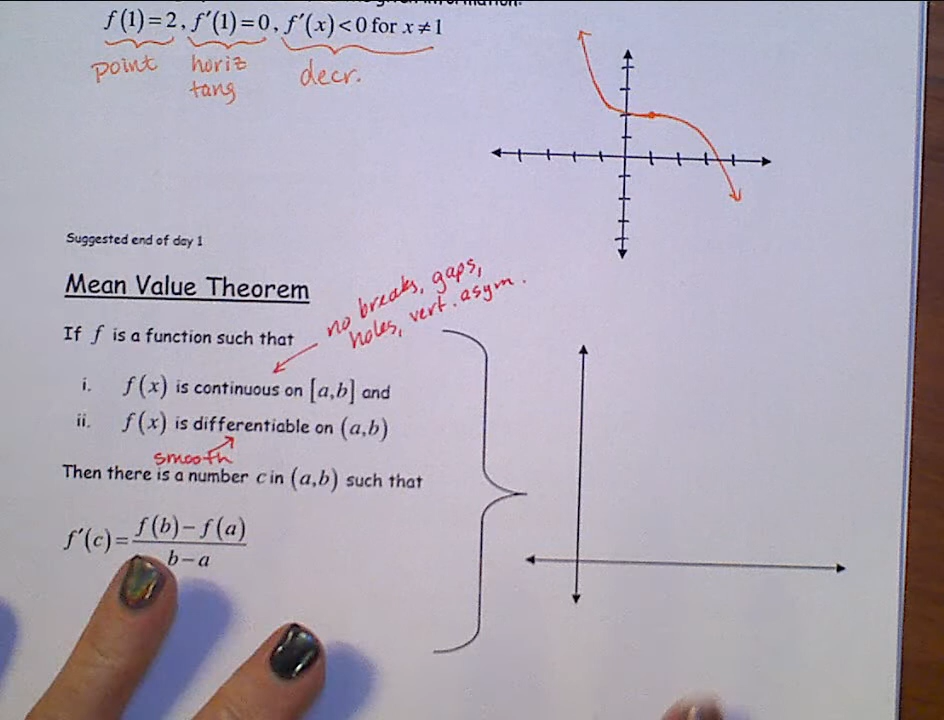 f(1)=2, f′(1)=0, f′(x)<0 for x≠1
point horiz tang decr.
Suggested end of day 1
Mean Value Theorem
no breaks, gaps,
holes, vert. asym.
If f is a function such that
i. f(x) is continuous on [a,b] and
ii. f(x) is differentiable on (a,b)
smooth
Then there is a number c in (a,b) such that
f′(c)= f(b)−f(a)
b−a